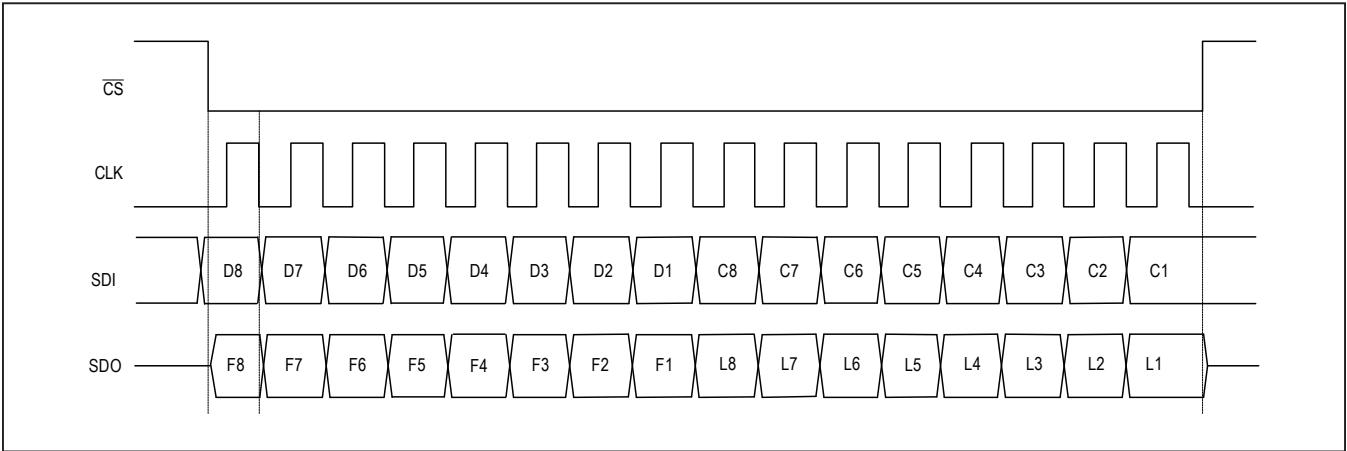 CS
CLK
SDI D8 D7 D6 D5 D4 D3 D2 D1 C8 C7 C6 C5 C4 C3 C2 C1
SDO F8 F7 F6 F5 F4 F3 F2 F1 L8 L7 L6 L5 L4 L3 L2 L1